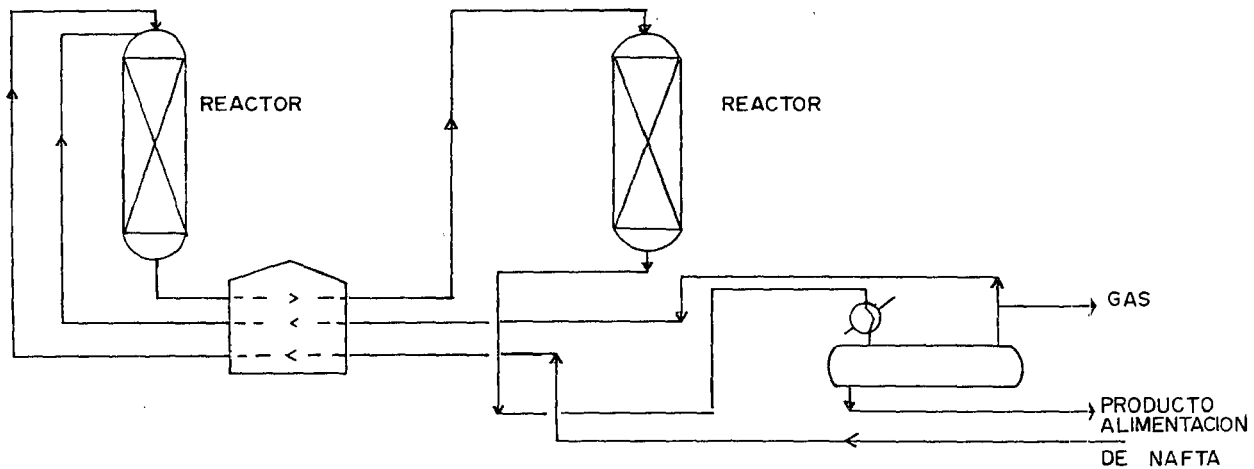 REACTOR
REACTOR
GAS
PRODUCTO
ALIMENTACION
DE NAFTA